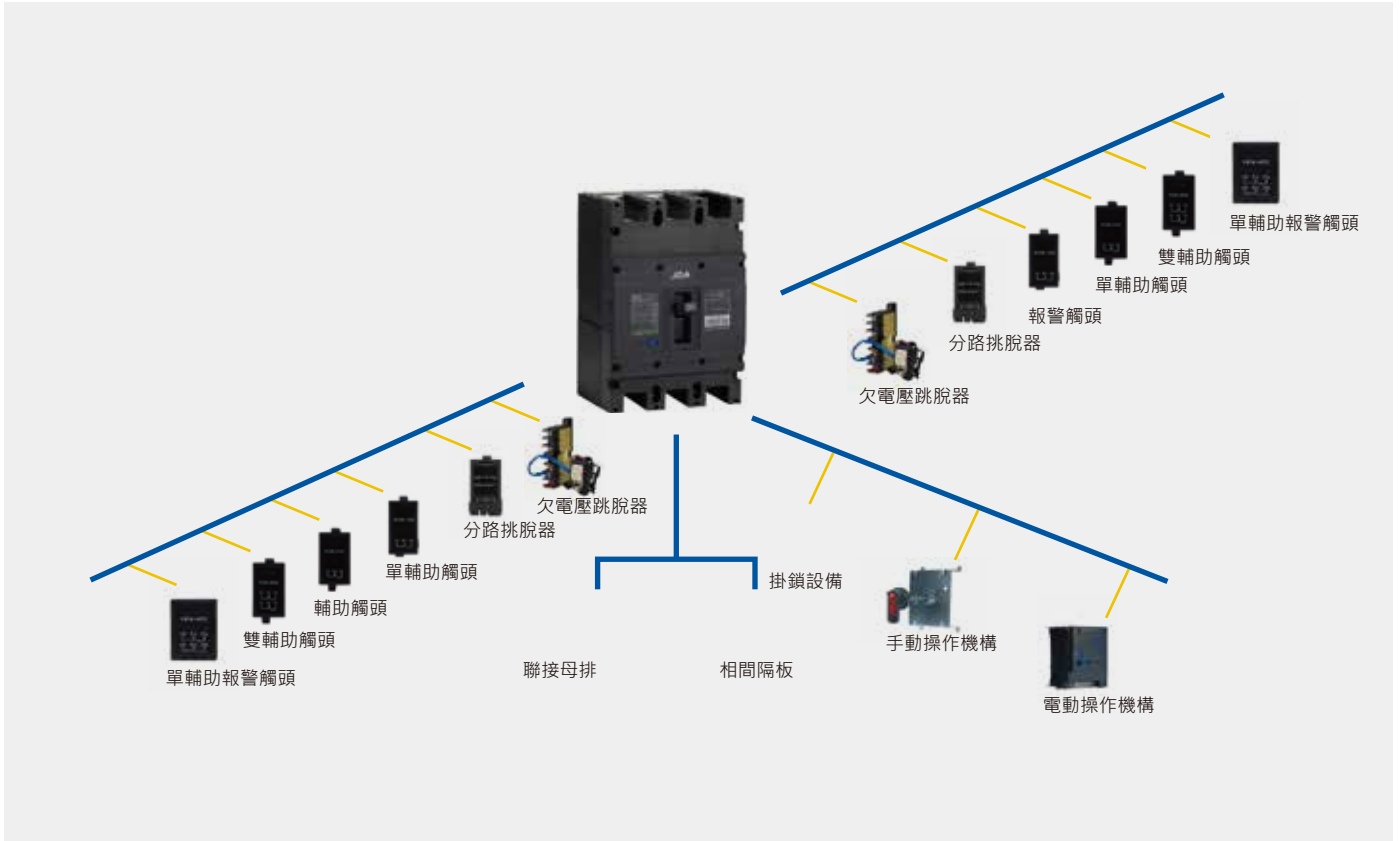 單輔助報警觸頭
雙輔助觸頭
單輔助觸頭
報警觸頭
分路挑脫器
欠電壓跳脫器
欠電壓跳脫器
分路挑脫器
單輔助觸頭
輔助觸頭
雙輔助觸頭
單輔助報警觸頭
掛鎖設備
手動操作機構
電動操作機構
聯接母排
相間隔板